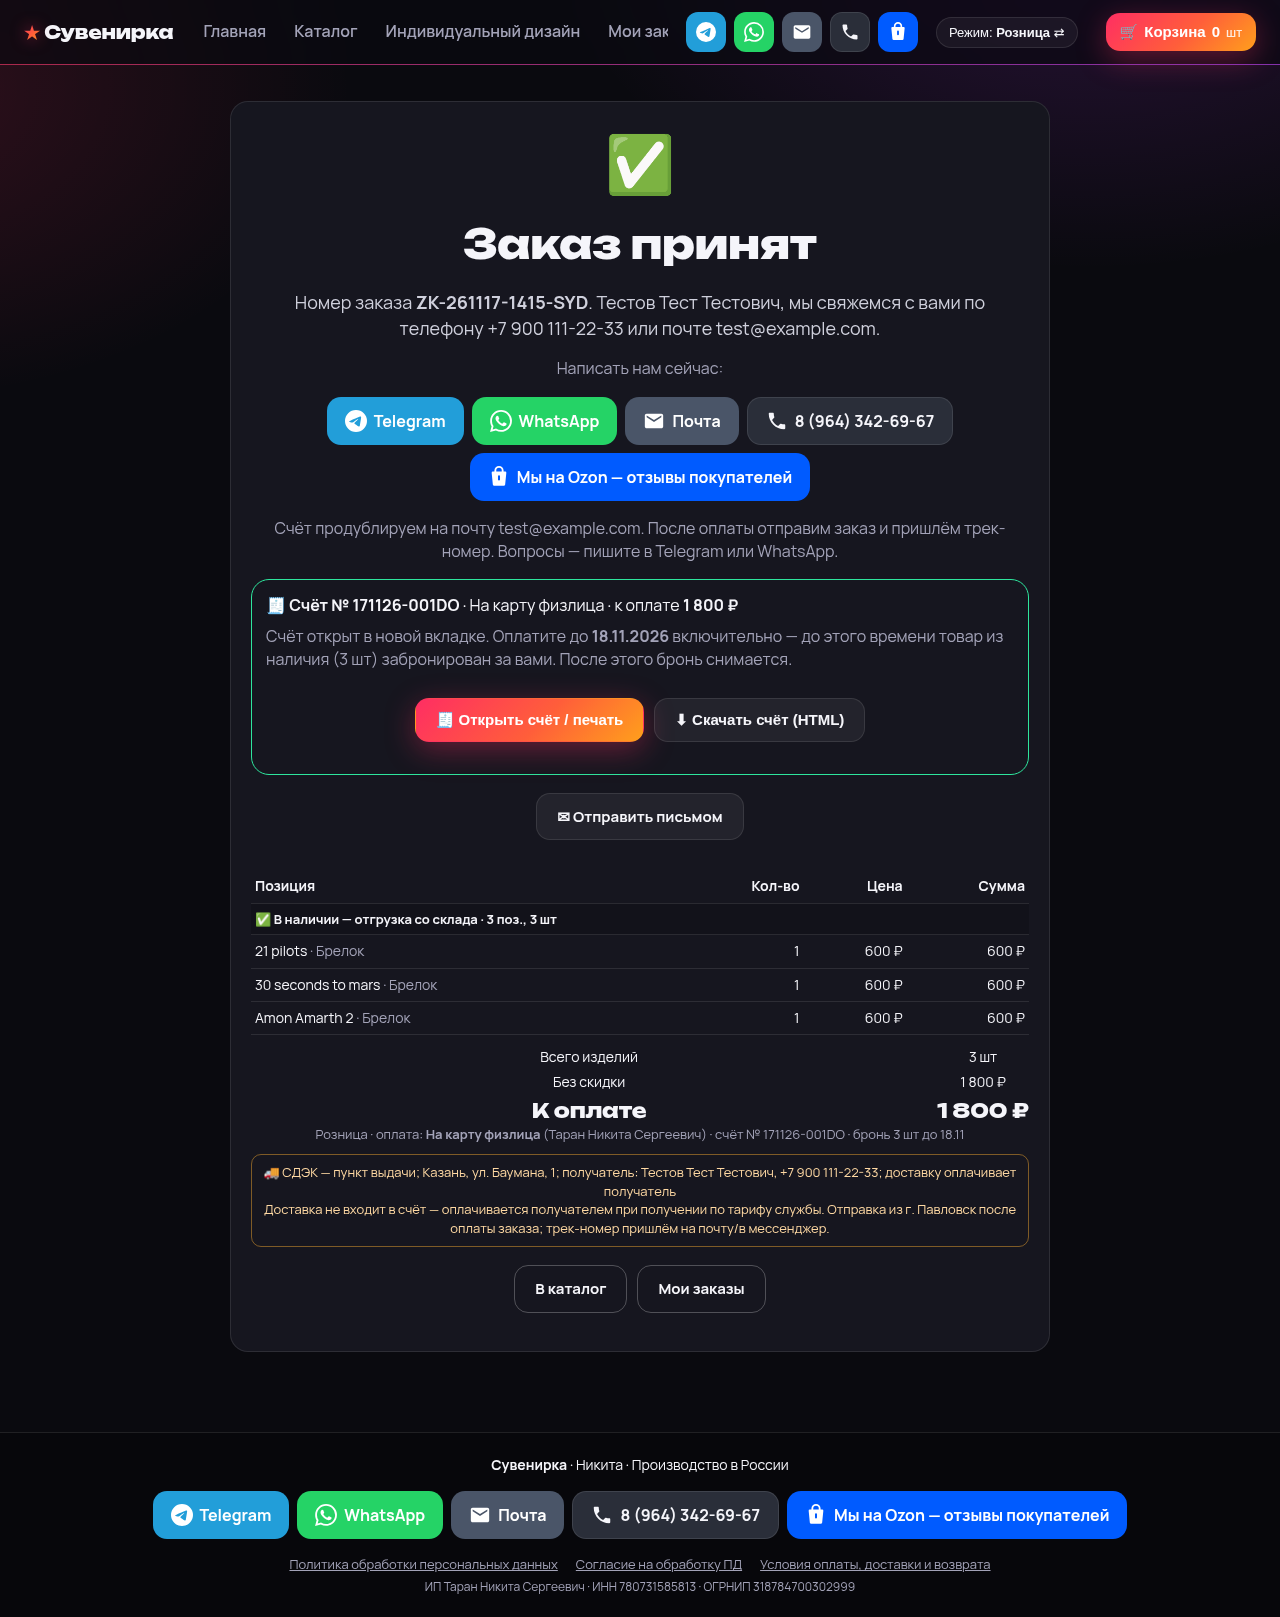 ★ Сувенирка
Главная Каталог Индивидуальный дизайн Мои зак
Режим: Розница ⇄
🛒 Корзина 0 шт
✅
Заказ принят
Номер заказа ZK-261117-1415-SYD. Тестов Тест Тестович, мы свяжемся с вами по
телефону +7 900 111-22-33 или почте test@example.com.
Написать нам сейчас:
Telegram WhatsApp Почта 8 (964) 342-69-67
Мы на Ozon — отзывы покупателей
Счёт продублируем на почту test@example.com. После оплаты отправим заказ и пришлём трек-
номер. Вопросы — пишите в Telegram или WhatsApp.
🧾 Счёт № 171126-001DO · На карту физлица · к оплате 1 800 ₽
Счёт открыт в новой вкладке. Оплатите до 18.11.2026 включительно — до этого времени товар из
наличия (3 шт) забронирован за вами. После этого бронь снимается.
🧾 Открыть счёт / печать ⬇ Скачать счёт (HTML)
✉ Отправить письмом
Позиция Кол-во Цена Сумма
✅ В наличии — отгрузка со склада · 3 поз., 3 шт
21 pilots · Брелок 1 600 ₽ 600 ₽
30 seconds to mars · Брелок 1 600 ₽ 600 ₽
Amon Amarth 2 · Брелок 1 600 ₽ 600 ₽
Всего изделий 3 шт
Без скидки 1 800 ₽
К оплате 1 800 ₽
Розница · оплата: На карту физлица (Таран Никита Сергеевич) · счёт № 171126-001DO · бронь 3 шт до 18.11
🚚 СДЭК — пункт выдачи; Казань, ул. Баумана, 1; получатель: Тестов Тест Тестович, +7 900 111-22-33; доставку оплачивает
получатель
Доставка не входит в счёт — оплачивается получателем при получении по тарифу службы. Отправка из г. Павловск после
оплаты заказа; трек-номер пришлём на почту/в мессенджер.
В каталог Мои заказы
Сувенирка · Никита · Производство в России
Telegram WhatsApp Почта 8 (964) 342-69-67 Мы на Ozon — отзывы покупателей
Политика обработки персональных данных Согласие на обработку ПД Условия оплаты, доставки и возврата
ИП Таран Никита Сергеевич · ИНН 780731585813 · ОГРНИП 318784700302999